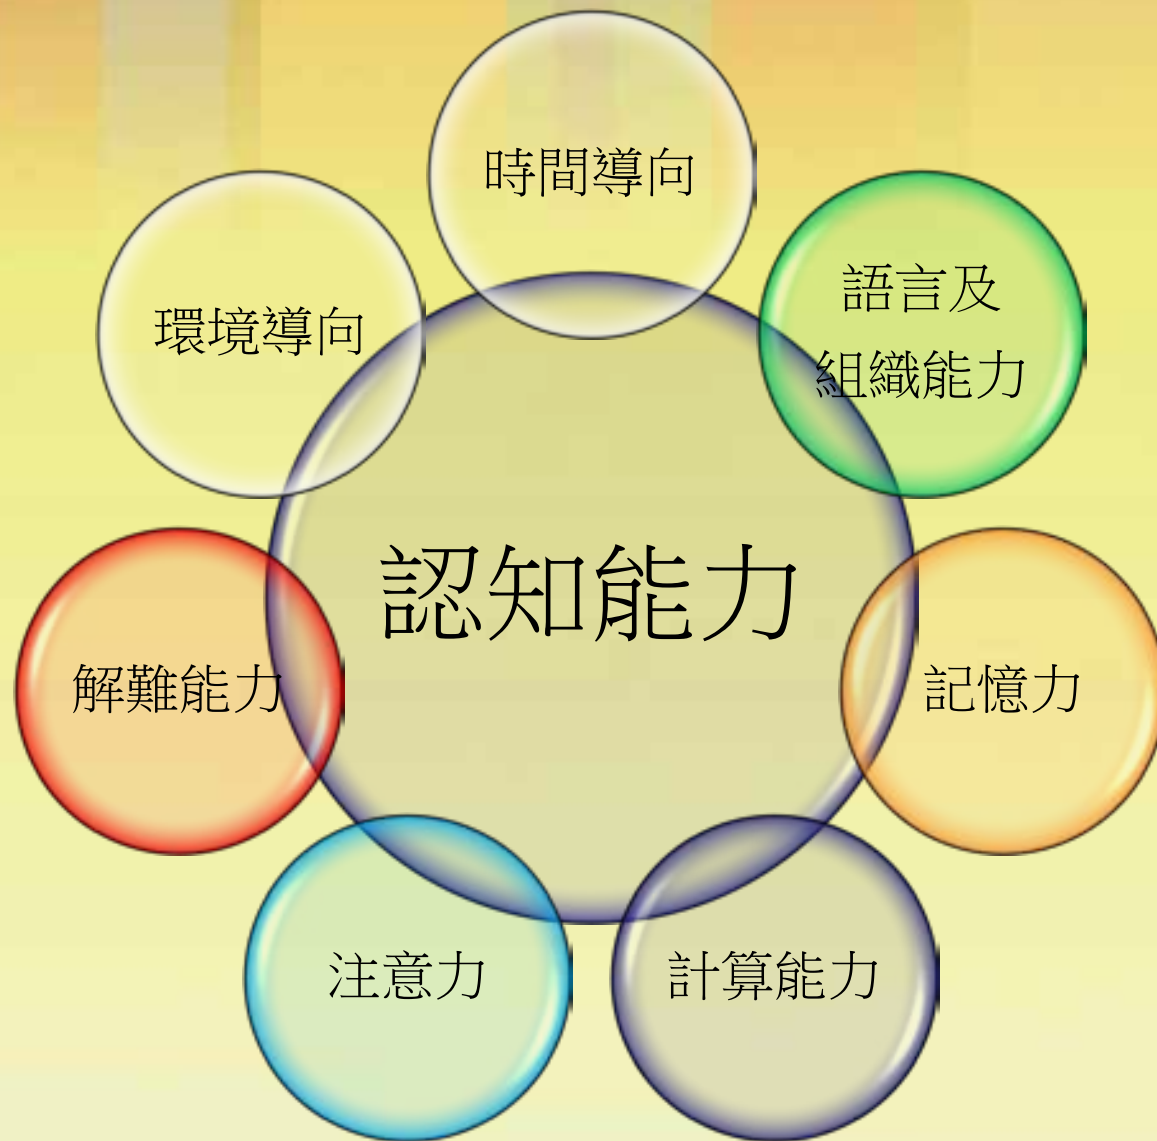 時間導向
環境導向
語言及
組織能力
認知能力
解難能力
記憶力
注意力
計算能力